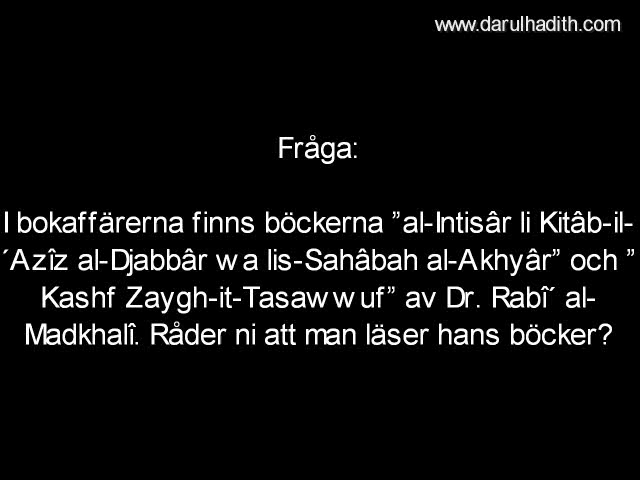 www.darulhadith.com
Fråga:
I bokaffärerna finns böckerna ”al-Intisâr li Kitâb-il-
´Azîz al-Djabbâr wa lis-Sahâbah al-Akhyâr” och ”
Kashf Zaygh-it-Tasawwuf” av Dr. Rabî´ al-
Madkhalî. Råder ni att man läser hans böcker?